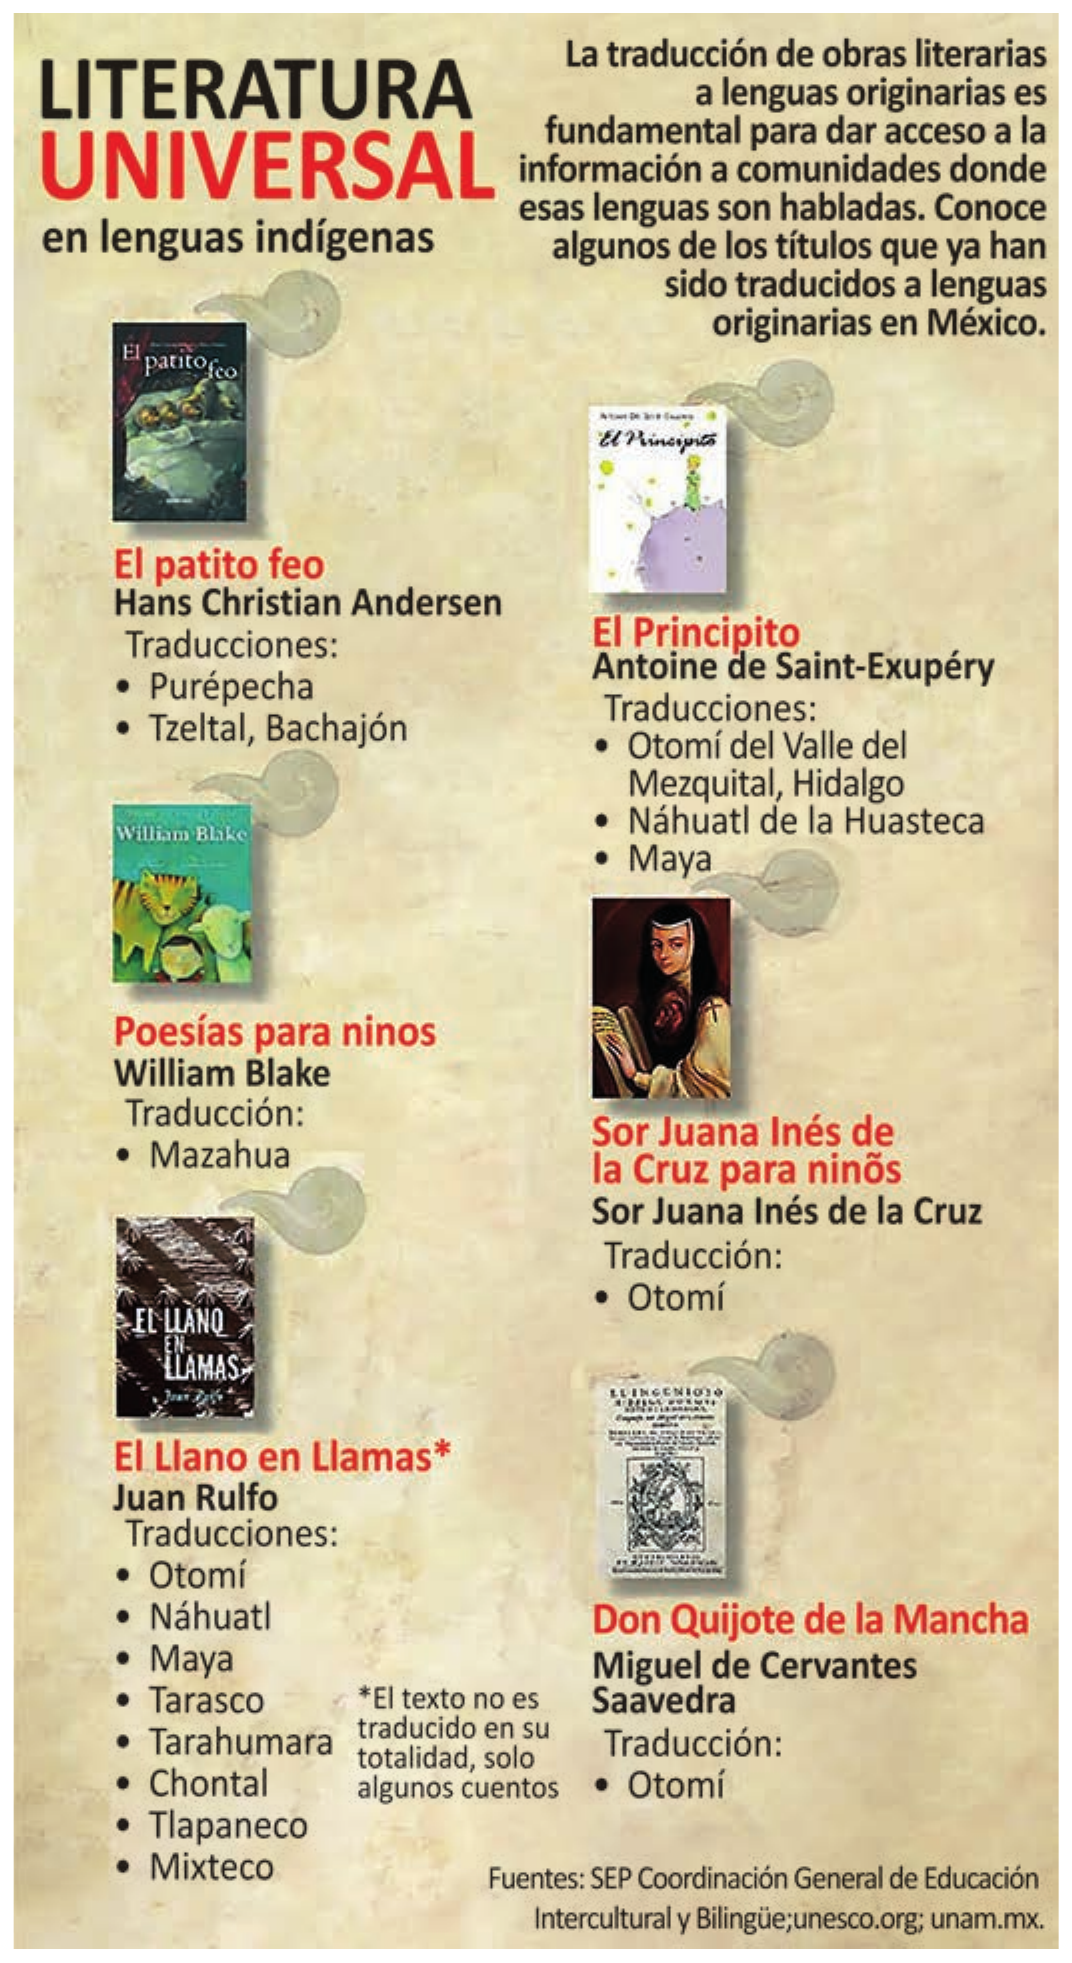 LITERATURA
UNIVERSAL
en lenguas indígenas
La traducción de obras literarias
a lenguas originarias es
fundamental para dar acceso a la
información a comunidades donde
esas lenguas son habladas. Conoce
algunos de los títulos que ya han
sido traducidos a lenguas
originarias en México.
El
patito
feo
El patito feo
Hans Christian Andersen
Traducciones:
• Purépecha
• Tzeltal, Bachajón
El Principito
El Principito
Antoine de Saint-Exupéry
Traducciones:
• Otomí del Valle del
Mezquital, Hidalgo
• Náhuatl de la Huasteca
• Maya
William Blake
Poesías para ninos
William Blake
Traducción:
• Mazahua
Sor Juana Inés de
la Cruz para ninõs
Sor Juana Inés de la Cruz
Traducción:
• Otomí
EL LLANO
EN
LLAMAS
Juan Rulfo
El Llano en Llamas*
Juan Rulfo
Traducciones:
• Otomí
• Náhuatl
• Maya
• Tarasco
• Tarahumara
• Chontal
• Tlapaneco
• Mixteco
*El texto no es
traducido en su
totalidad, solo
algunos cuentos
EL INGENIOSO
Don Quijote de la Mancha
Miguel de Cervantes
Saavedra
Traducción:
• Otomí
Fuentes: SEP Coordinación General de Educación
Intercultural y Bilingüe;unesco.org; unam.mx.